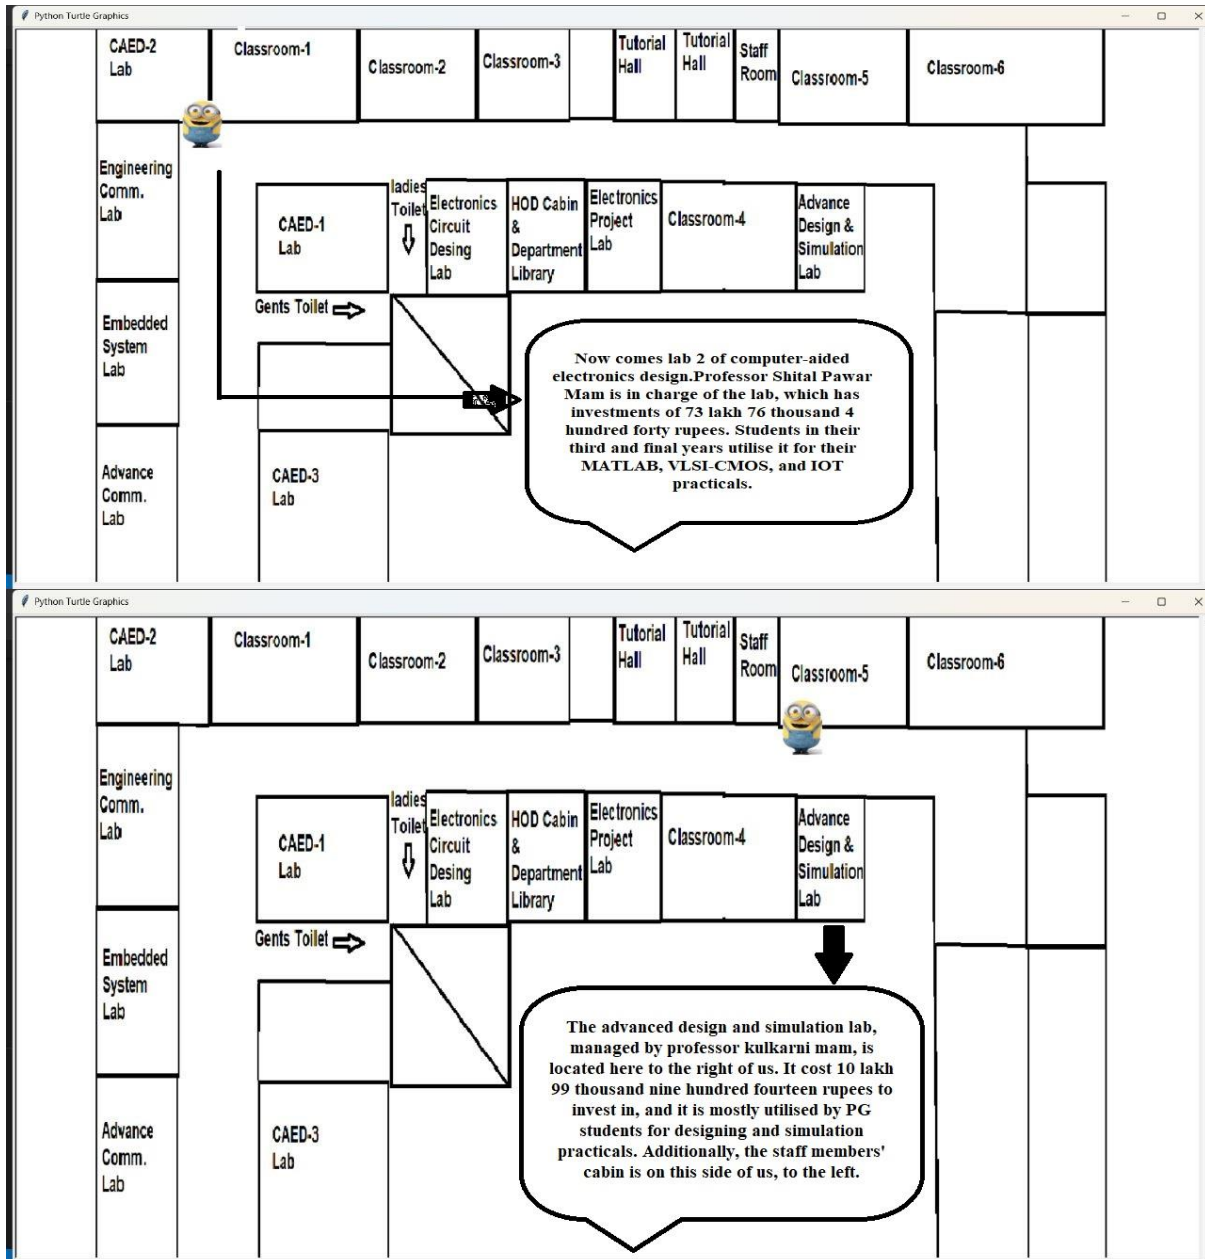 Python Turtle Graphics
CAED-2
Lab
Classroom-1
Classroom-2
Classroom-3
Tutorial
Hall
Tutorial
Hall
Staff
Room
Classroom-5
Classroom-6
Engineering
Comm.
Lab
CAED-1
Lab
ladies
Toilet
Electronics
Circuit
Desing
Lab
HOD Cabin
&
Department
Library
Electronics
Project
Lab
Classroom-4
Advance
Design &
Simulation
Lab
Gents Toilet
Embedded
System
Lab
Now comes lab 2 of computer-aided
electronics design.Professor Shital Pawar
Mam is in charge of the lab, which has
investments of 73 lakh 76 thousand 4
hundred forty rupees. Students in their
third and final years utilise it for their
MATLAB, VLSI-CMOS, and IOT
practicals.
Advance
Comm.
Lab
CAED-3
Lab
Python Turtle Graphics
CAED-2
Lab
Classroom-1
Classroom-2
Classroom-3
Tutorial
Hall
Tutorial
Hall
Staff
Room
Classroom-5
Classroom-6
Engineering
Comm.
Lab
CAED-1
Lab
ladies
Toilet
Electronics
Circuit
Desing
Lab
HOD Cabin
&
Department
Library
Electronics
Project
Lab
Classroom-4
Advance
Design &
Simulation
Lab
Gents Toilet
Embedded
System
Lab
The advanced design and simulation lab,
managed by professor kulkarni mam, is
located here to the right of us. It cost 10 lakh
99 thousand nine hundred fourteen rupees to
invest in, and it is mostly utilised by PG
students for designing and simulation
practicals. Additionally, the staff members'
cabin is on this side of us, to the left.
Advance
Comm.
Lab
CAED-3
Lab